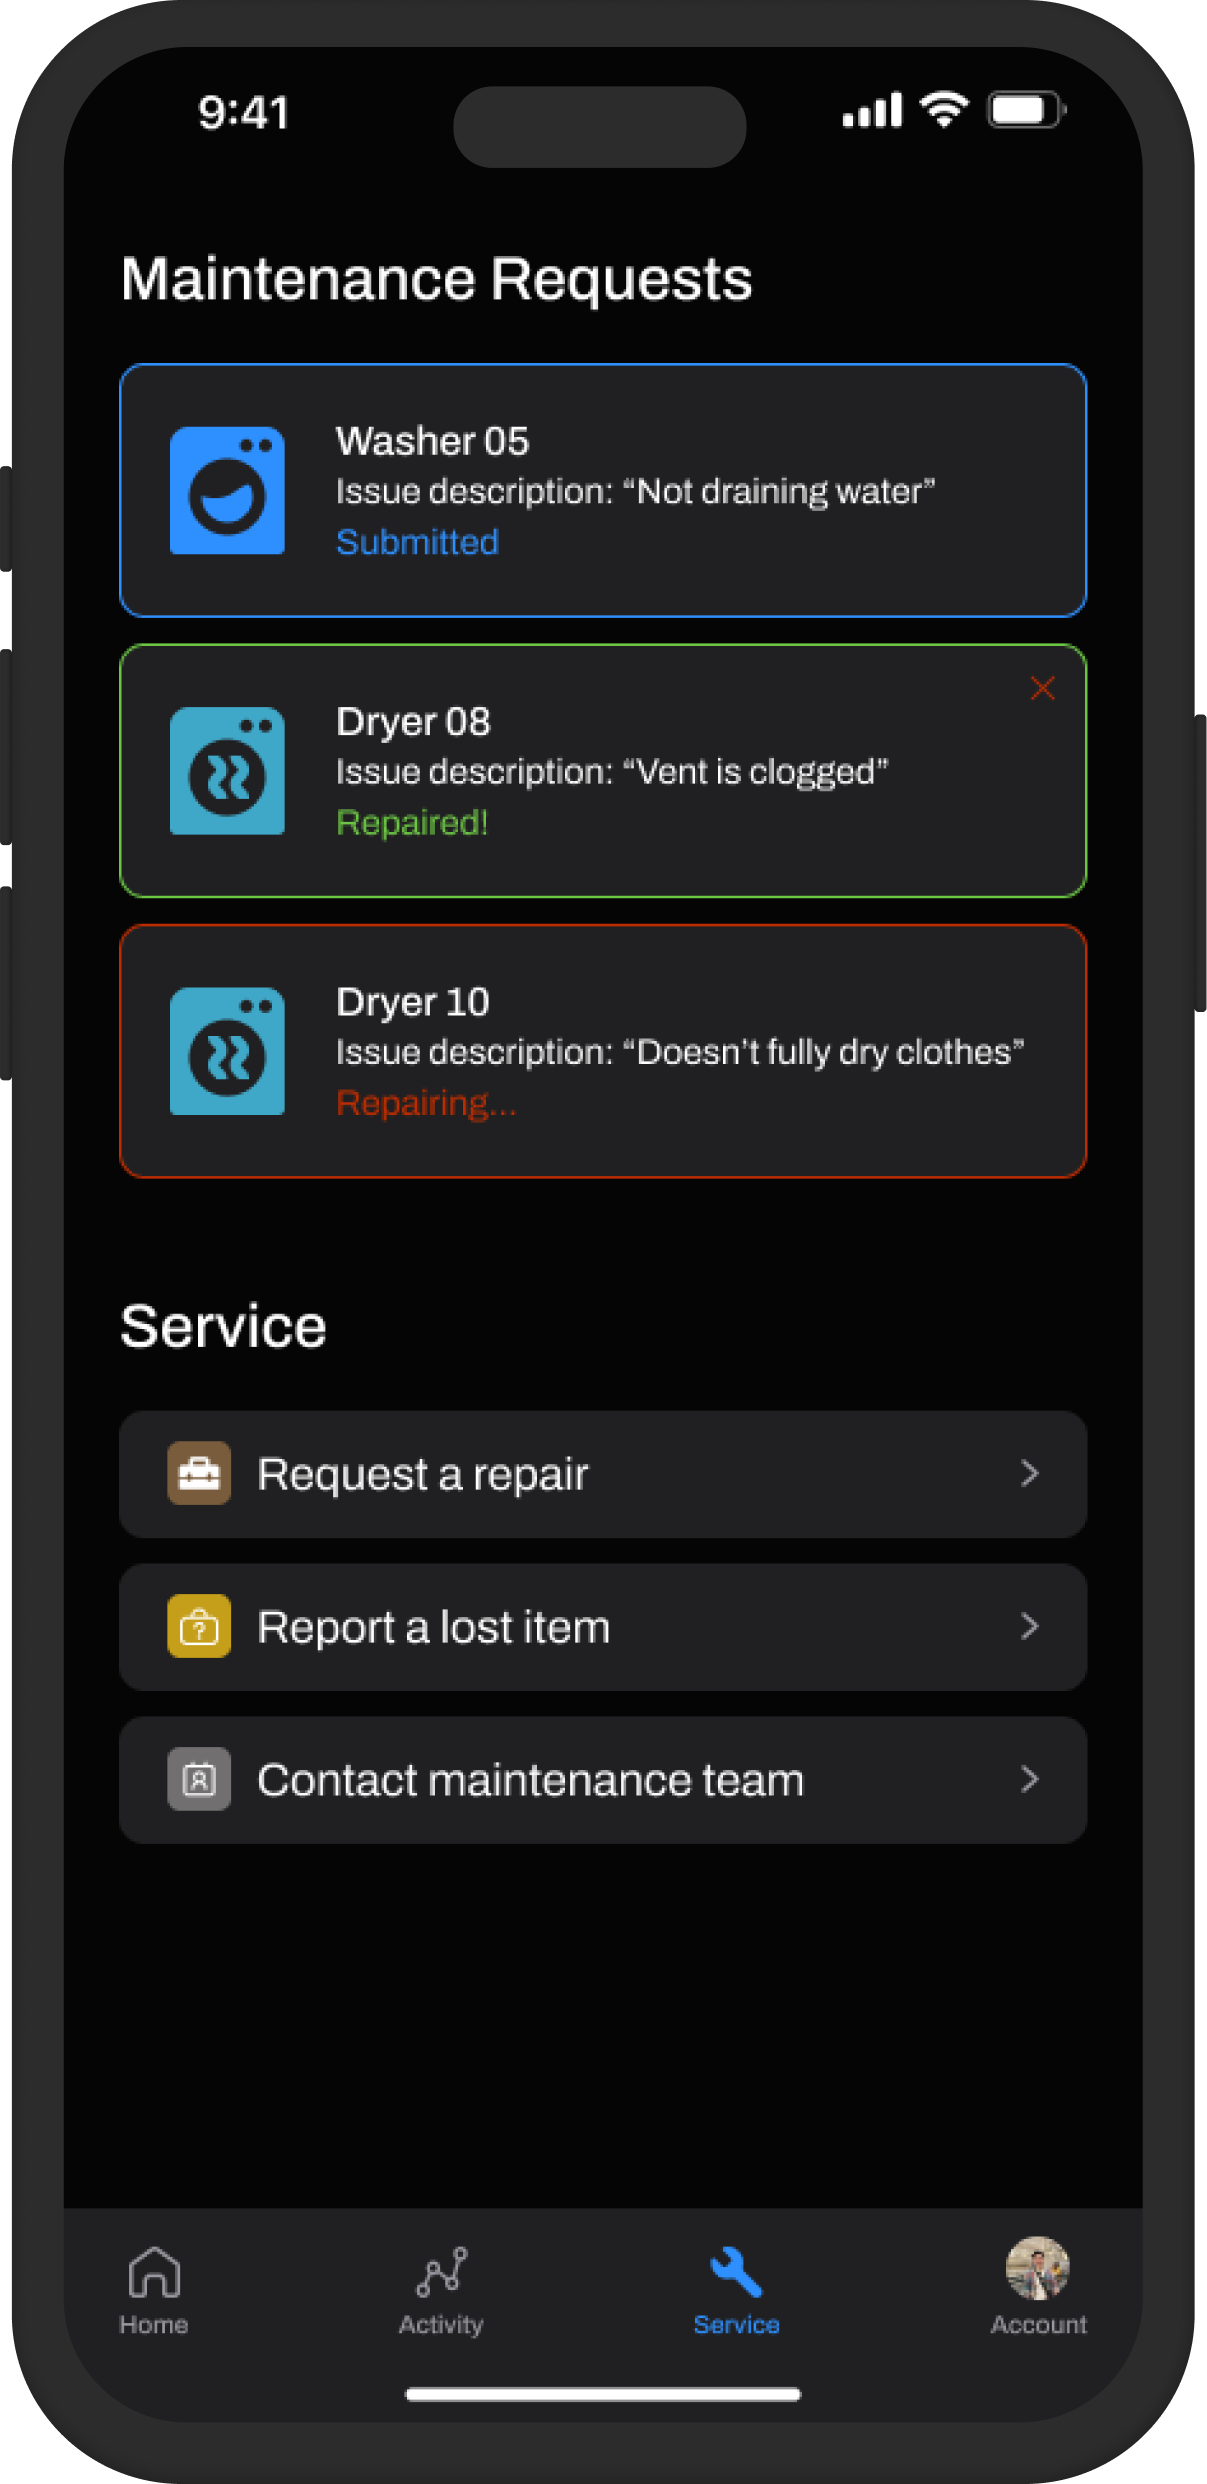 9:41
Maintenance Requests
Washer 05
Issue description: “Not draining water”
Submitted
Dryer 08
Issue description: “Vent is clogged”
Repaired!
Dryer 10
Issue description: “Doesn’t fully dry clothes”
Repairing...
Service
Request a repair
Report a lost item
Contact maintenance team
Home
Activity
Service
Account